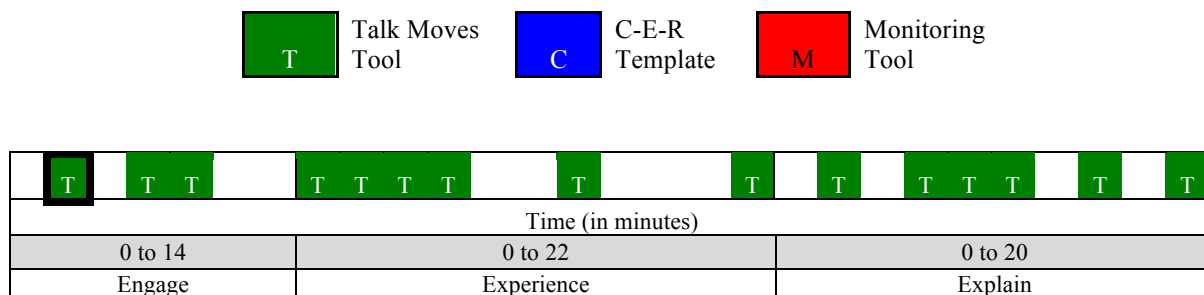 T Talk Moves Tool
C C-E-R Template
M Monitoring Tool
T T T T T T T T T T T T T T T
Time (in minutes)
0 to 14 0 to 22 0 to 20
Engage Experience Explain